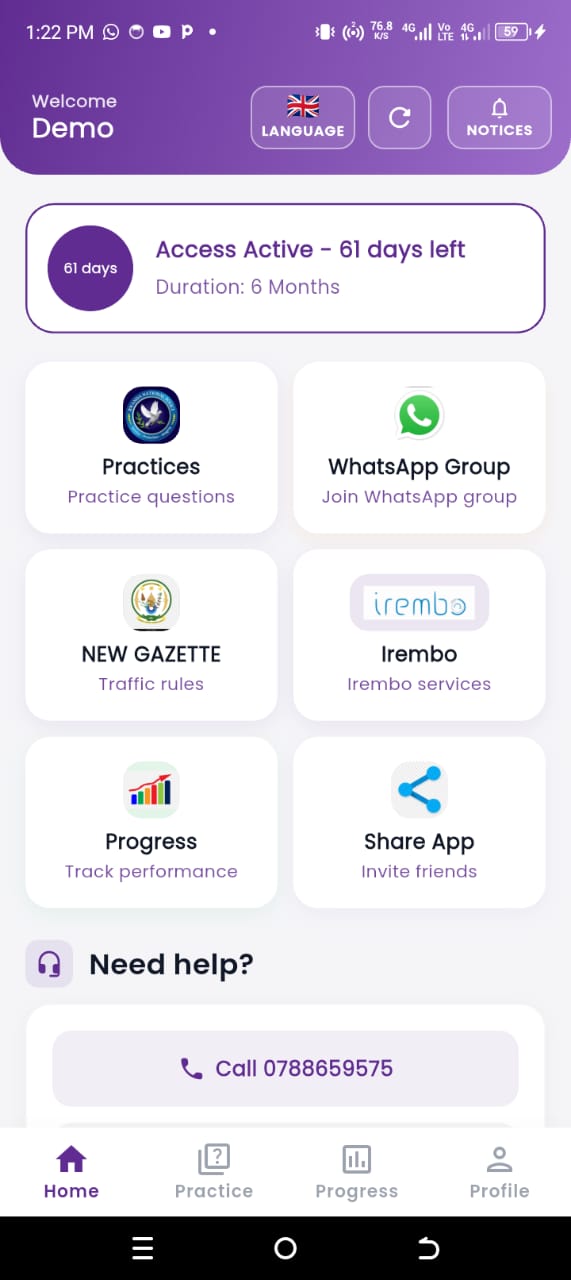 1:22 PM
76.8
K/S
4G
Vo
LTE
4G
59
Welcome
Demo
LANGUAGE
NOTICES
61 days
Access Active - 61 days left
Duration: 6 Months
Practices
Practice questions
WhatsApp Group
Join WhatsApp group
NEW GAZETTE
Traffic rules
irembo
Irembo
Irembo services
Progress
Track performance
Share App
Invite friends
Need help?
Call 0788659575
Home
Practice
Progress
Profile